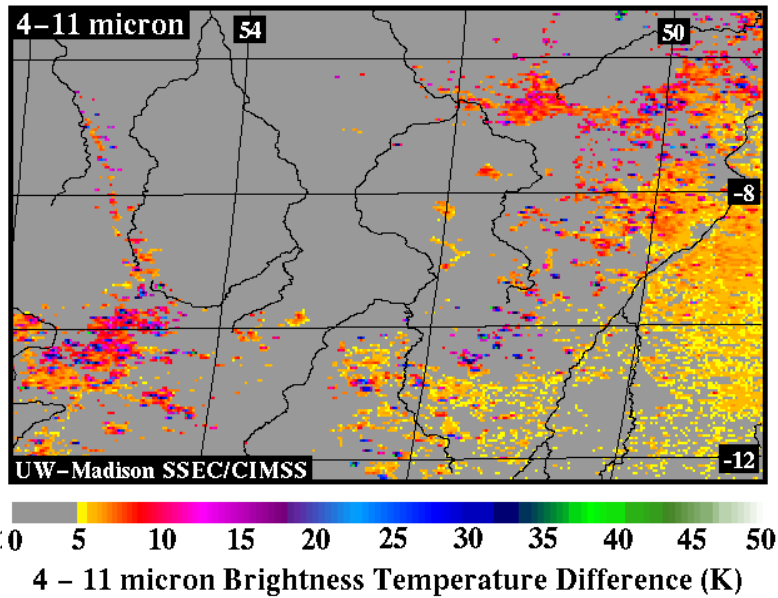 4-11 micron
54
50
-8
-12
UW-Madison SSEC/CIMSS
0 5 10 15 20 25 30 35 40 45 50
4 - 11 micron Brightness Temperature Difference (K)